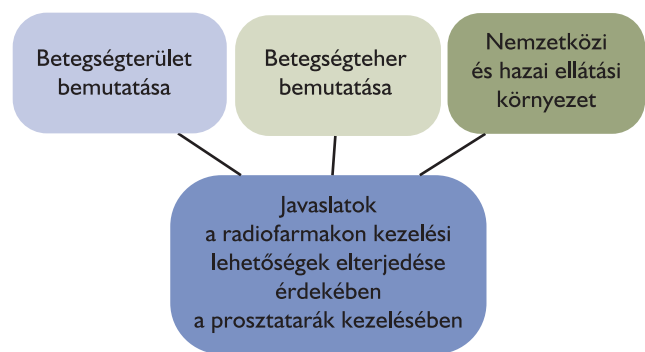 Betegségterület
bemutatása
Betegségteher
bemutatása
Nemzetközi
és hazai ellátási
környezet
Javaslatok
a radiofarmakon kezelési
lehetőségek elterjedése
érdekében
a prosztatarák kezelésében